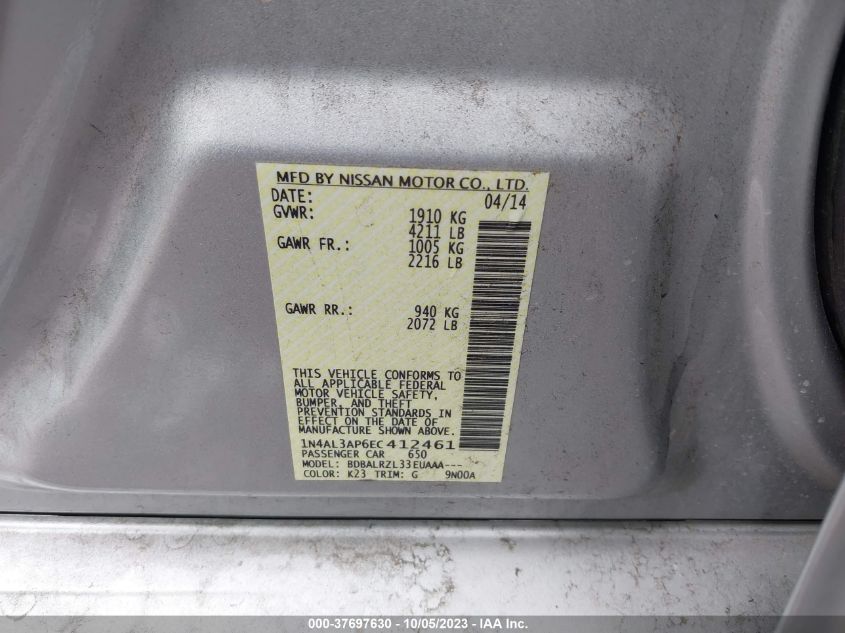 MFD BY NISSAN MOTOR CO., LTD.
DATE: 04/14
GVWR: 1910 KG
4211 LB
GAWR FR.: 1005 KG
2216 LB
GAWR RR.: 940 KG
2072 LB
THIS VEHICLE CONFORMS TO
ALL APPLICABLE FEDERAL
MOTOR VEHICLE SAFETY,
BUMPER, AND THEFT
PREVENTION STANDARDS IN
EFFECT ON THE DATE OF
MANUFACTURE SHOWN ABOVE.
1N4AL3AP6EC412461
PASSENGER CAR 650
MODEL: BDBALRZL33EUAAA---
COLOR: K23 TRIM: G 9N00A
000-37697630 - 10/05/2023 - IAA Inc.